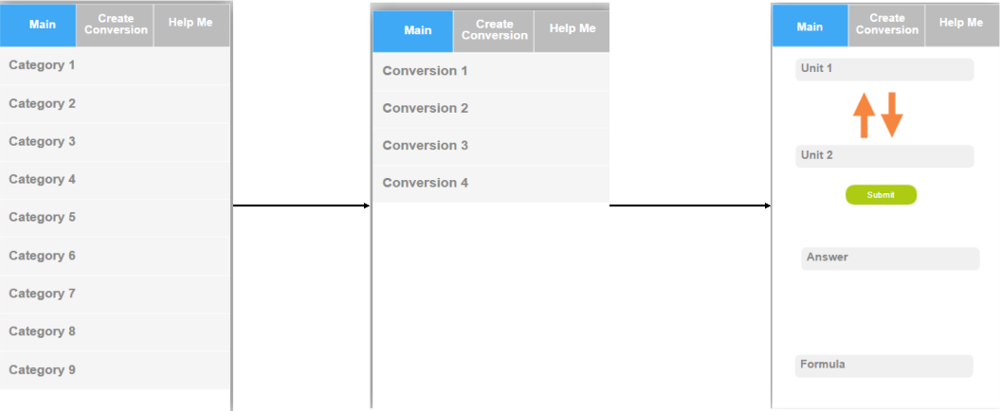 Main
Create
Conversion
Help Me
Category 1
Category 2
Category 3
Category 4
Category 5
Category 6
Category 7
Category 8
Category 9
Main
Create
Conversion
Help Me
Conversion 1
Conversion 2
Conversion 3
Conversion 4
Main
Create
Conversion
Help Me
Unit 1
Unit 2
Submit
Answer
Formula